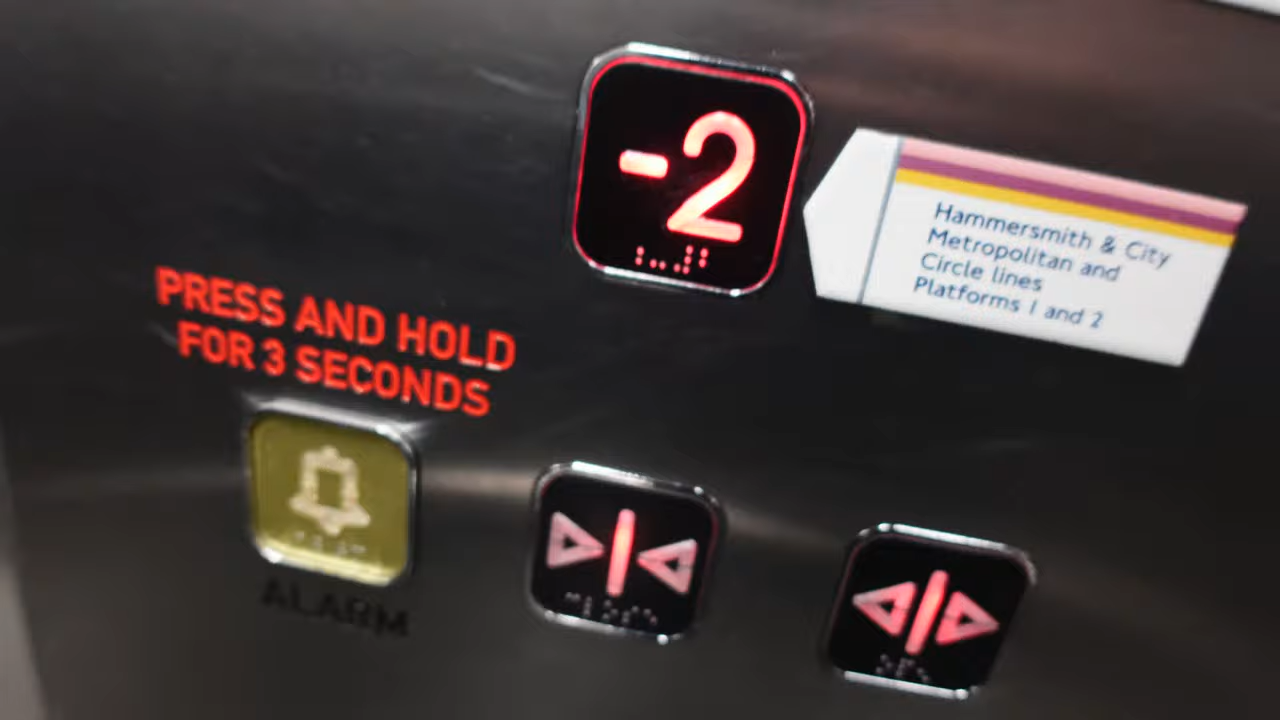 -2
Hammersmith & City
Metropolitan and
Circle lines
Platforms 1 and 2
PRESS AND HOLD
FOR 3 SECONDS
ALARM